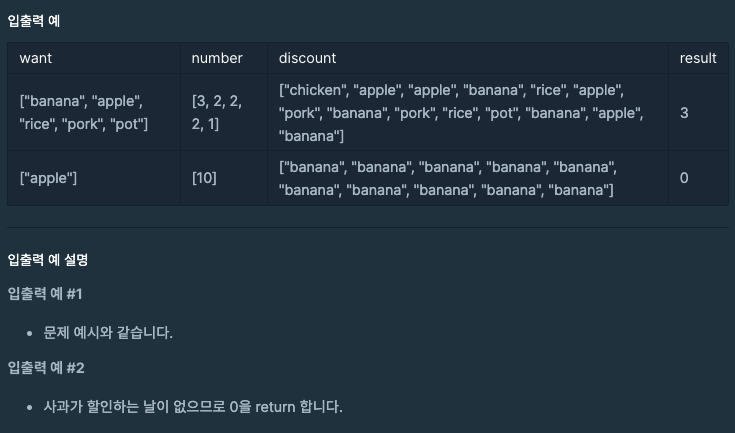 입출력 예
want number discount result
["banana", "apple", "rice", "pork", "pot"] [3, 2, 2, 2, 1] ["chicken", "apple", "apple", "banana", "rice", "apple", "pork", "banana", "pork", "rice", "pot", "banana", "apple", "banana"] 3
["apple"] [10] ["banana", "banana", "banana", "banana", "banana", "banana", "banana", "banana", "banana", "banana"] 0
입출력 예 설명
입출력 예 #1
• 문제 예시와 같습니다.
입출력 예 #2
• 사과가 할인하는 날이 없으므로 0을 return 합니다.